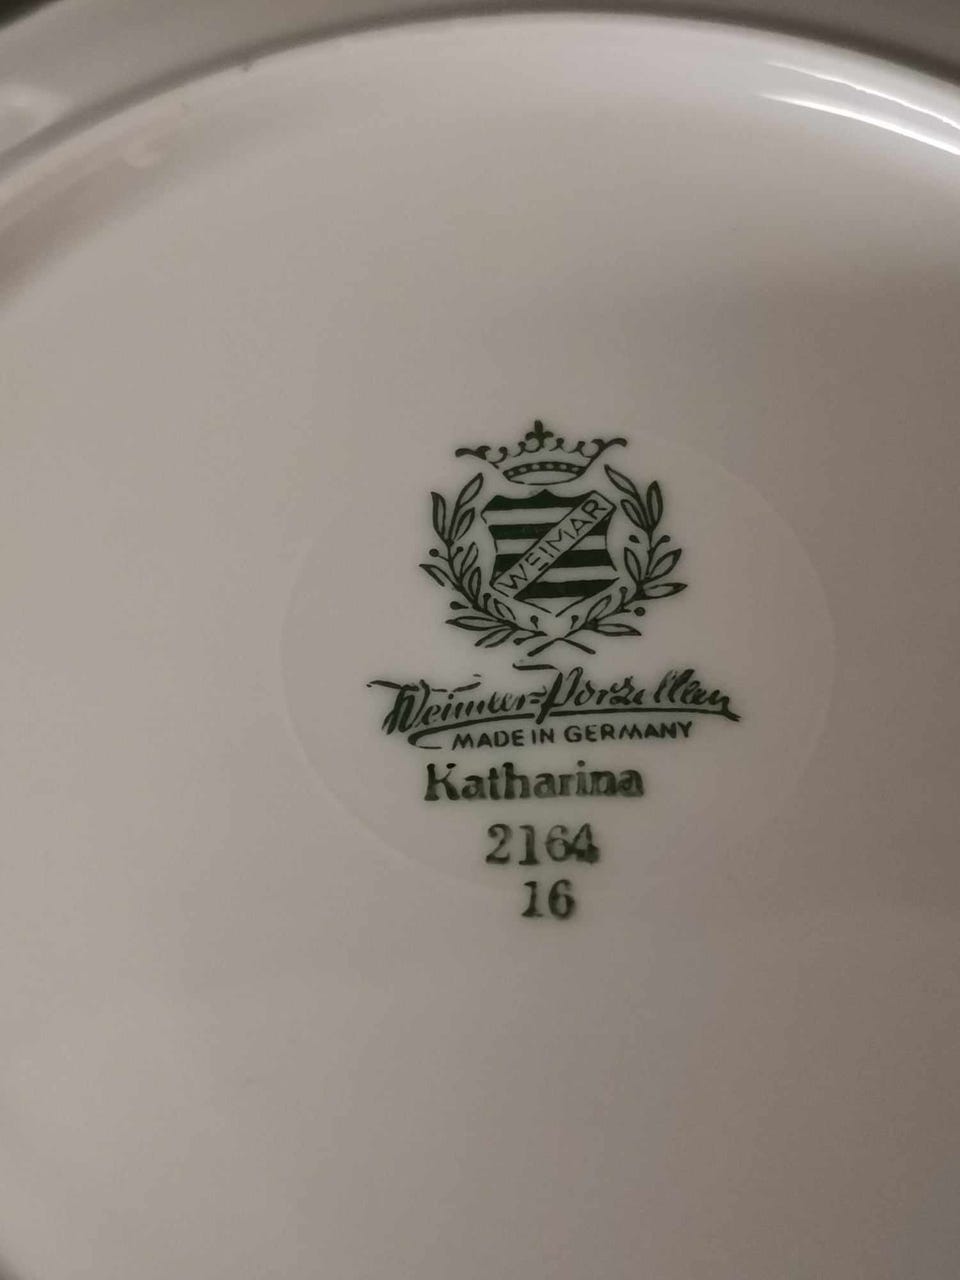 WEIMAR
Weimar=Porzellan
MADE IN GERMANY
Katharina
2164
16